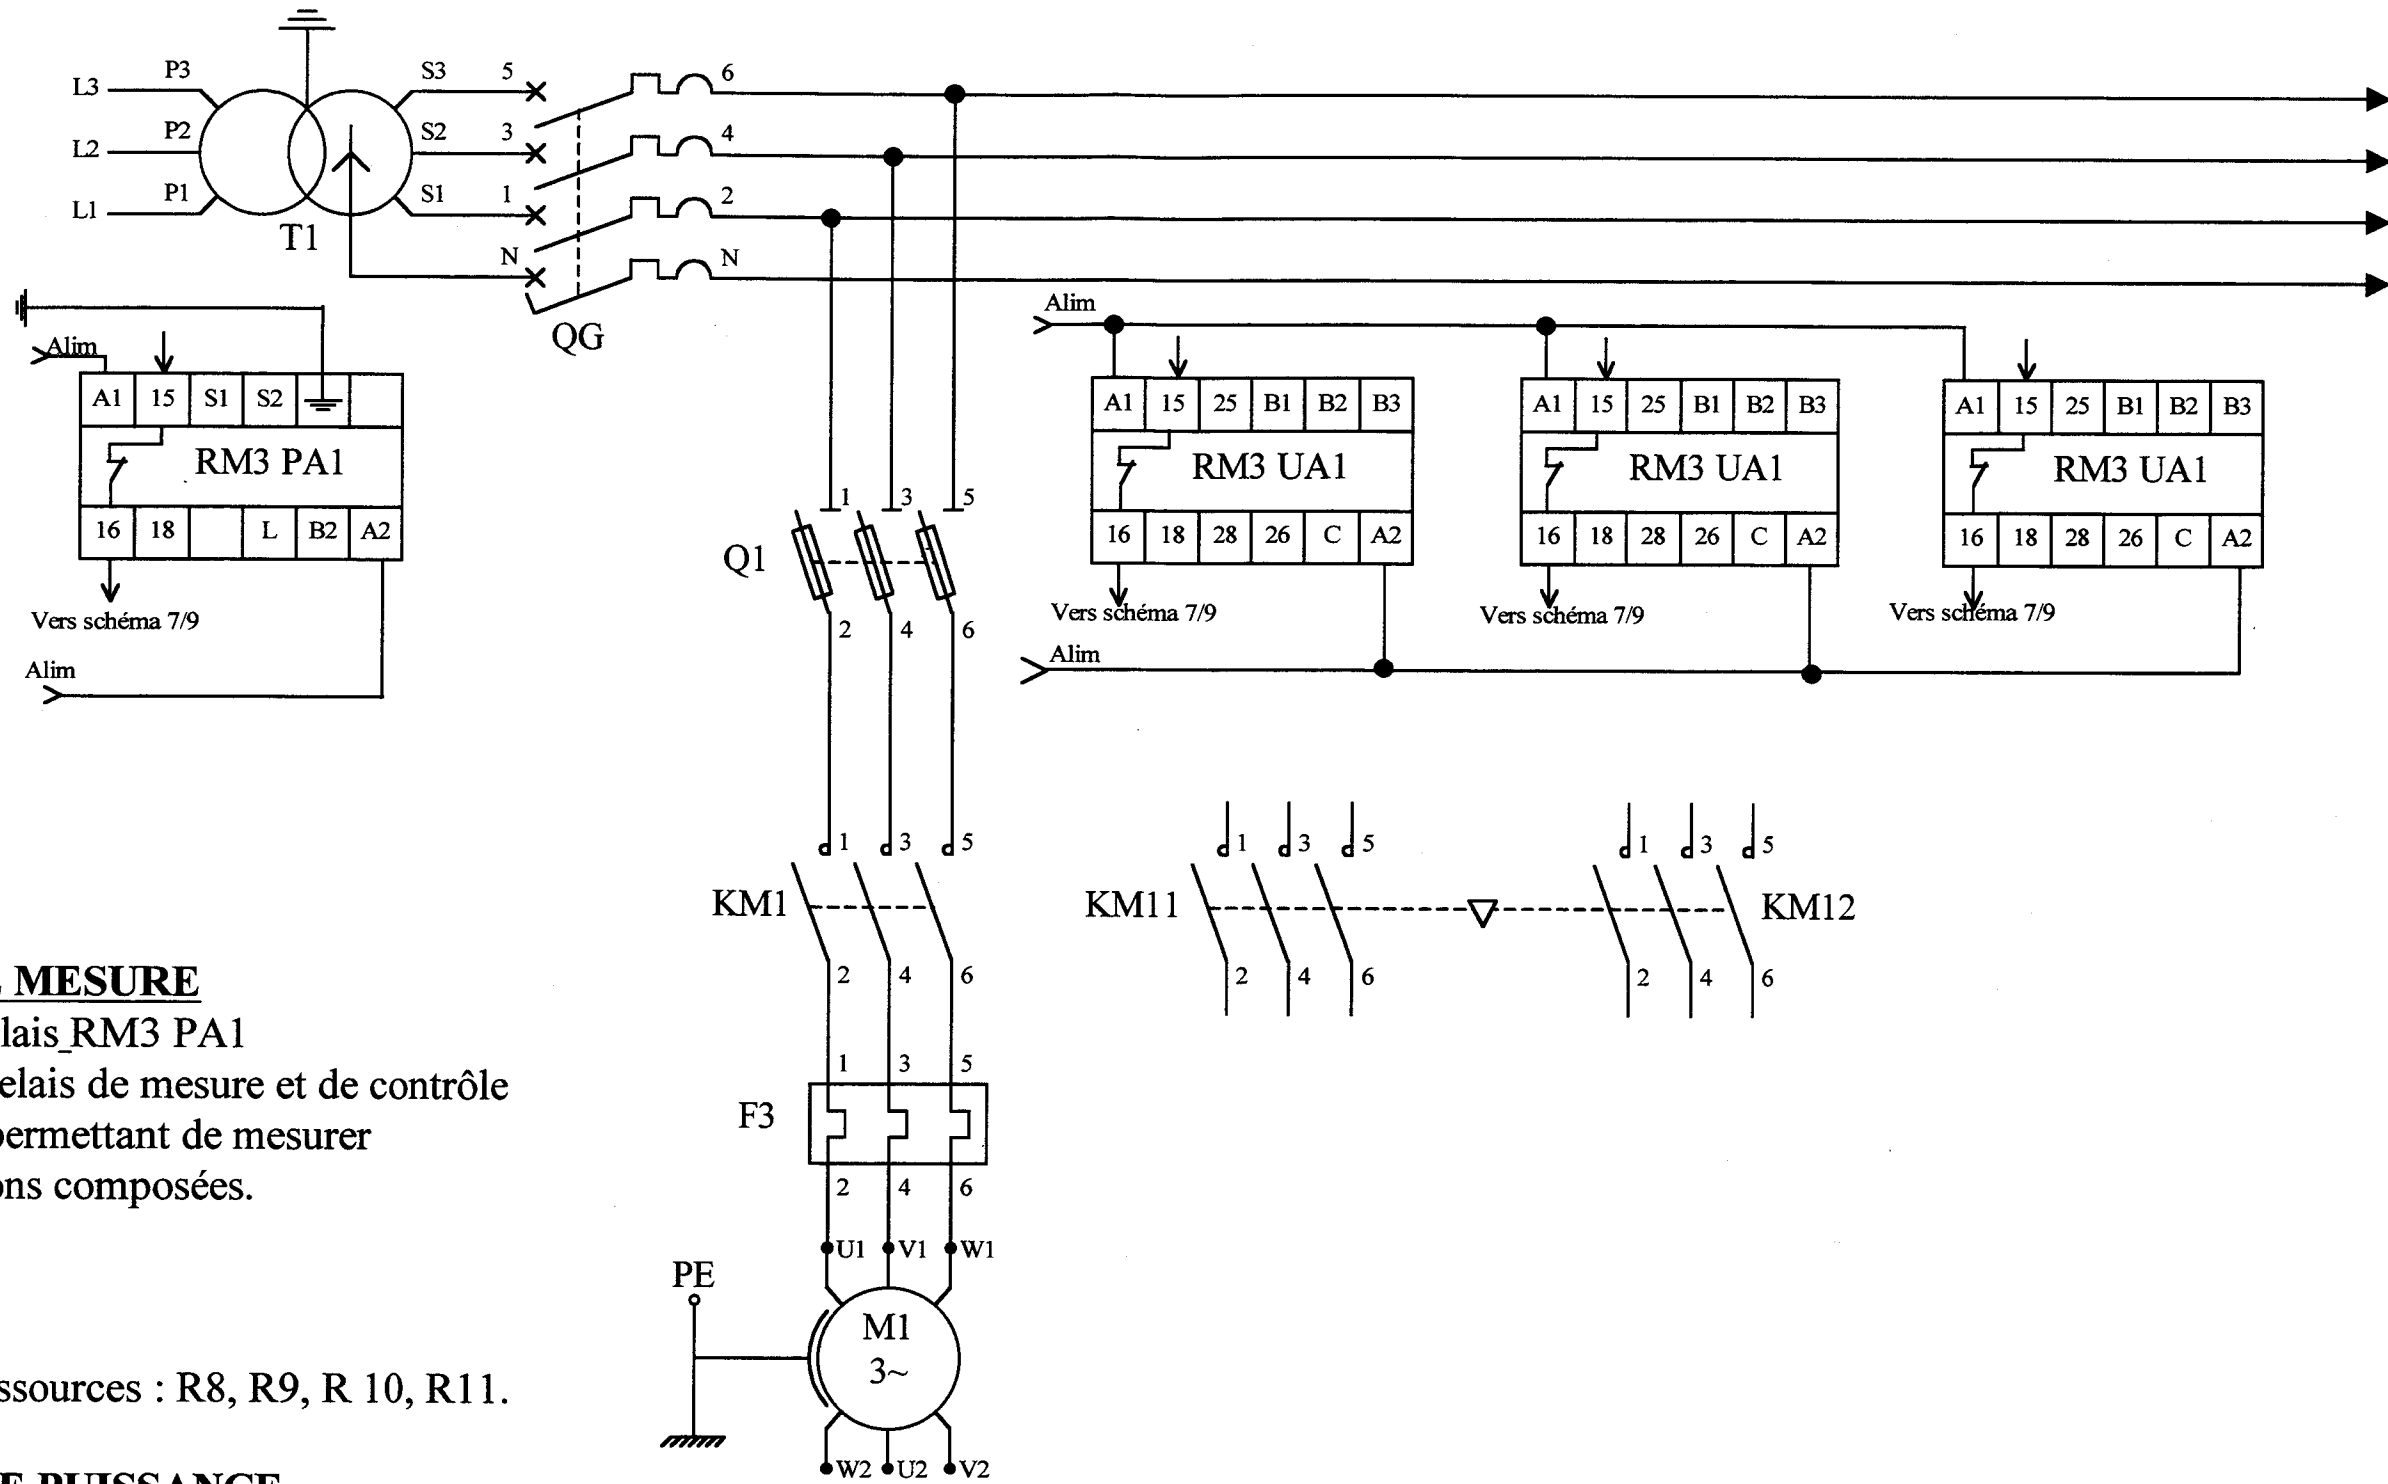 L3 P3 S3 5 6
L2 P2 S2 3 4
L1 P1 S1 1 2
T1 N N
QG
Alim
A1 15 S1 S2
RM3 PA1
16 18 L B2 A2
Vers schéma 7/9
Alim
Alim
A1 15 25 B1 B2 B3
RM3 UA1
16 18 28 26 C A2
Vers schéma 7/9
A1 15 25 B1 B2 B3
RM3 UA1
16 18 28 26 C A2
Vers schéma 7/9
A1 15 25 B1 B2 B3
RM3 UA1
16 18 28 26 C A2
Vers schéma 7/9
Alim
1 3 5
Q1
2 4 6
1 3 5
KM1
2 4 6
1 3 5
KM11
2 4 6
1 3 5
KM12
2 4 6
1 3 5
F3
2 4 6
U1 V1 W1
PE
M1
3~
W2 U2 V2
MESURE
lais RM3 PA1
elais de mesure et de contrôle
permettant de mesurer
ons composées.
ssources : R8, R9, R 10, R11.
E PUISSANCE